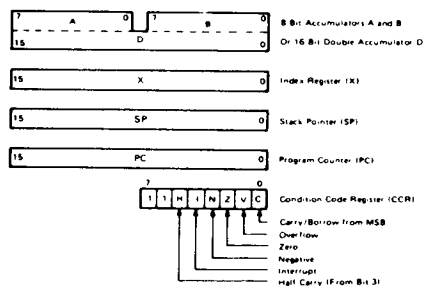 7 A 0 7 B 0 8 Bit Accumulators A and B
15 D 0 Or 16 Bit Double Accumulator D
15 X 0 Index Register (X)
15 SP 0 Stack Pointer (SP)
15 PC 0 Program Counter (PC)
7 0
1 1 H I N Z V C Condition Code Register (CCR)
Carry/Borrow from MSB
Overflow
Zero
Negative
Interrupt
Half Carry (From Bit 3)